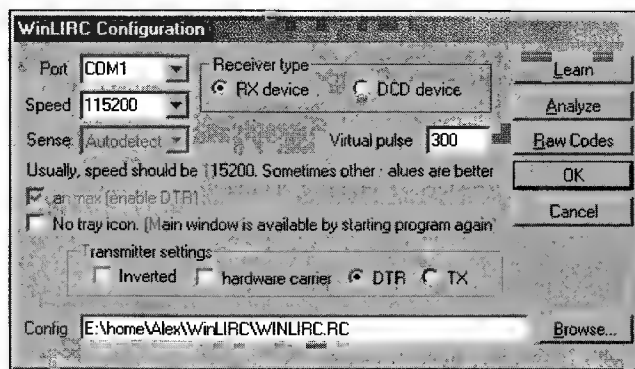 WinLIRC Configuration
Port COM1
Receiver type
RX device DCD device
Learn
Speed 115200
Analyze
Sense: Autodetect
Virtual pulse 300
Raw Codes
Usually, speed should be 115200. Sometimes other alues are better
OK
(enable DTR)
Cancel
No tray icon. (Main window is available by starting program again
Transmitter settings
Inverted hardware carrier DTR TX
Config E:\home\Alex\WinLIRC\WINLIRC.RC Browse...